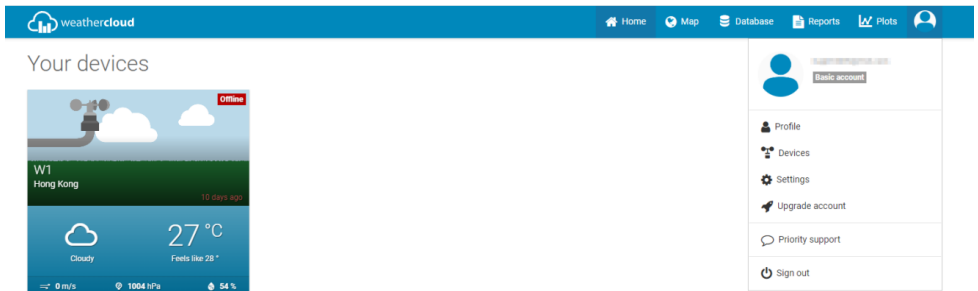 weathercloud
Home Map Database Reports Plots
Your devices
Basic account
Offline
Profile
Devices
W1
Hong Kong
Settings
10 days ago
Upgrade account
27 °C
Cloudy
Feels like 28 °
Priority support
Sign out
0 m/s 1004 hPa 54 %